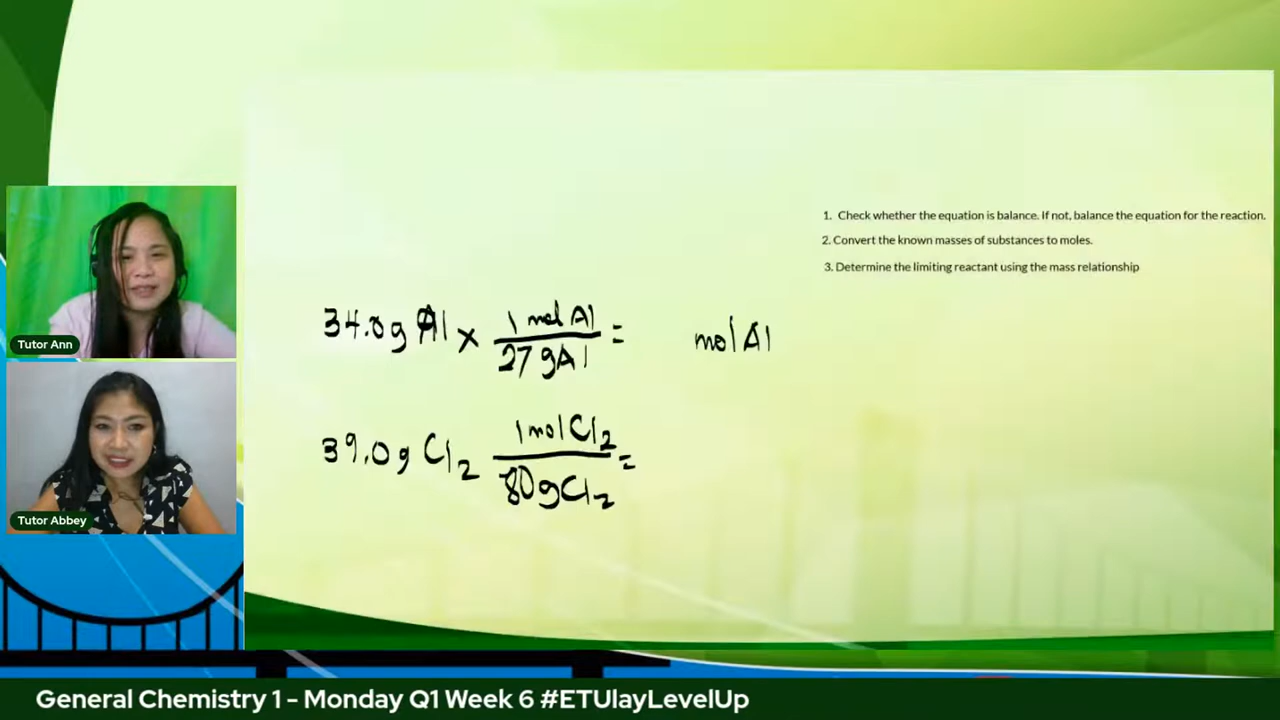 1. Check whether the equation is balance. If not, balance the equation for the reaction.
2. Convert the known masses of substances to moles.
3. Determine the limiting reactant using the mass relationship
34.0g Al x 1 mol Al / 27 g Al = mol Al
39.0g Cl2 1 mol Cl2 / 80 g Cl2 =
Tutor Ann
Tutor Abbey
General Chemistry 1 - Monday Q1 Week 6 #ETUlayLevelUp